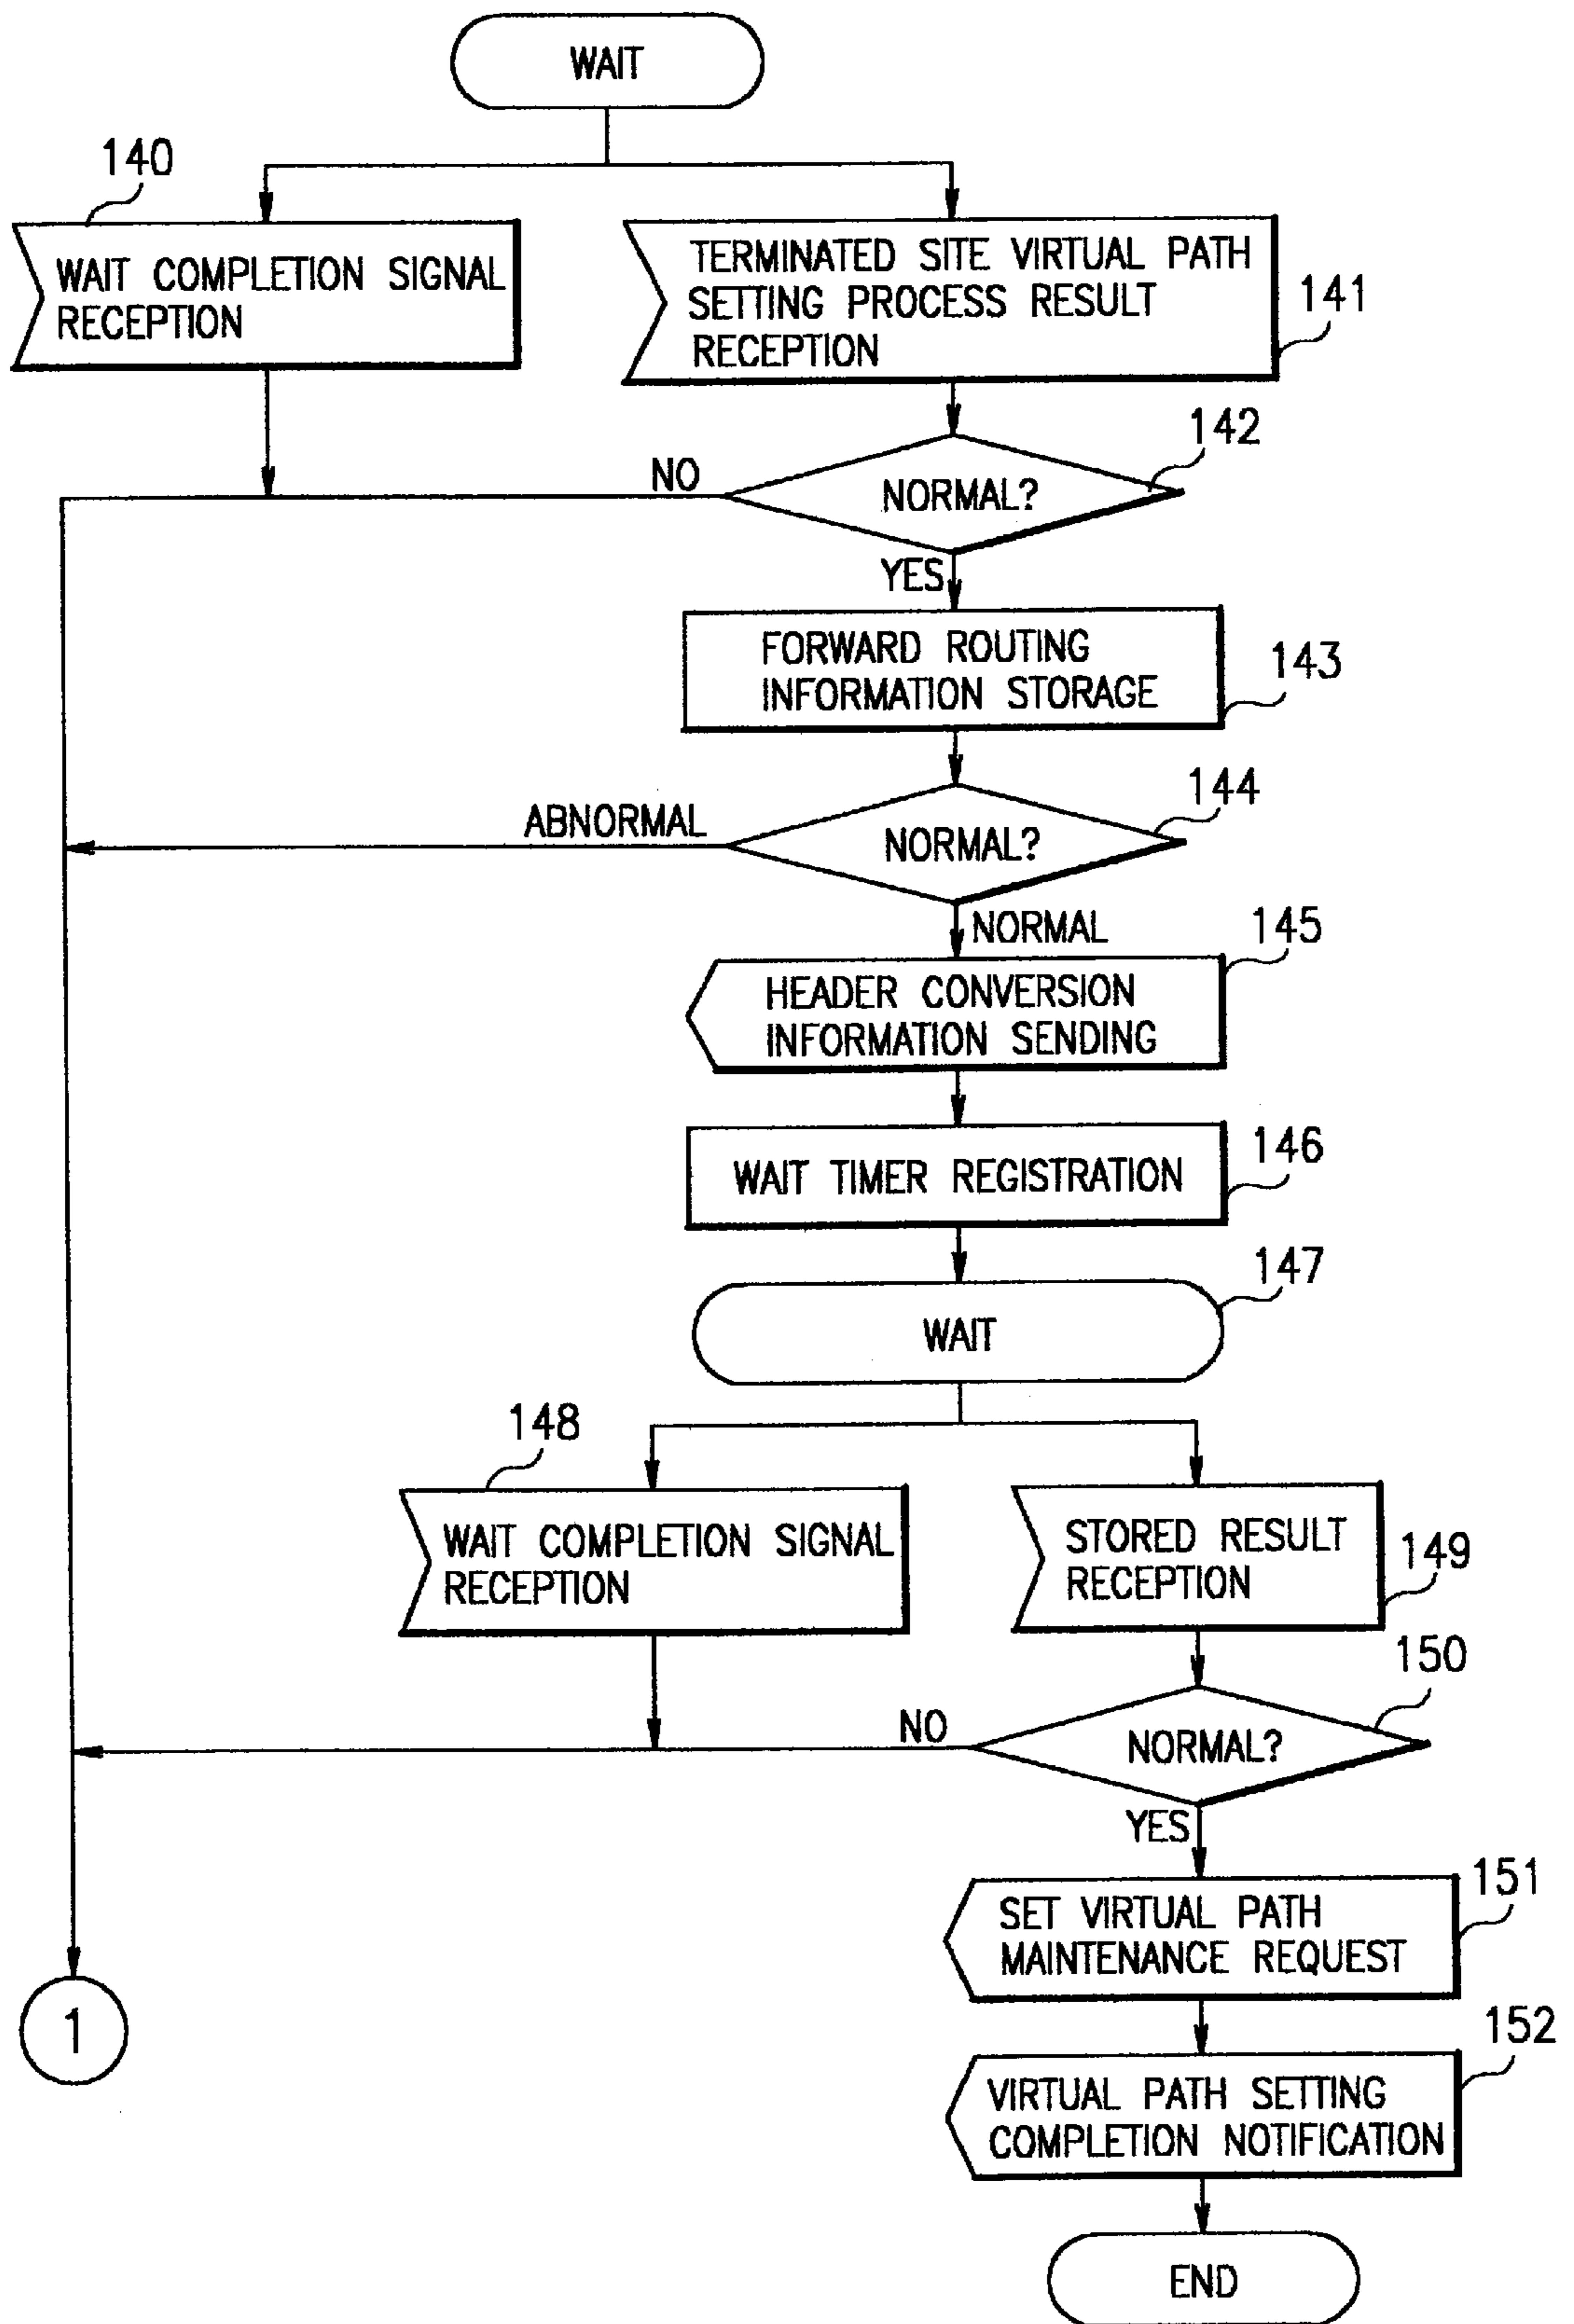 WAIT
140
WAIT COMPLETION SIGNAL
RECEPTION
TERMINATED SITE VIRTUAL PATH
SETTING PROCESS RESULT
RECEPTION
141
142
NO
NORMAL?
YES
FORWARD ROUTING
INFORMATION STORAGE
143
144
ABNORMAL
NORMAL?
NORMAL
145
HEADER CONVERSION
INFORMATION SENDING
146
WAIT TIMER REGISTRATION
147
WAIT
148
WAIT COMPLETION SIGNAL
RECEPTION
STORED RESULT
RECEPTION
149
150
NO
NORMAL?
YES
151
SET VIRTUAL PATH
MAINTENANCE REQUEST
1
152
VIRTUAL PATH SETTING
COMPLETION NOTIFICATION
END